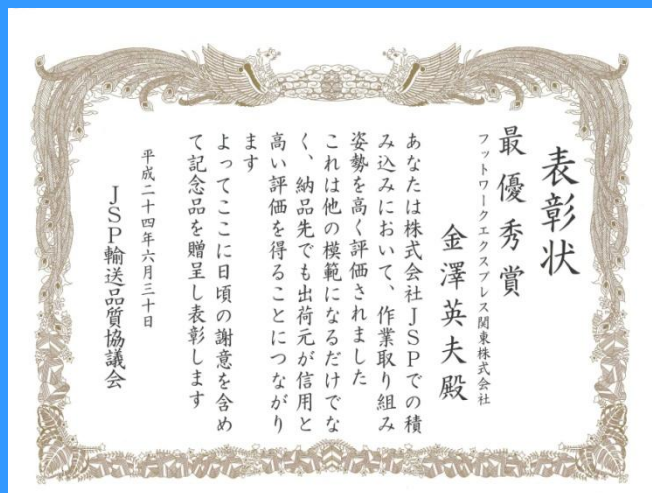 表彰状
最優秀賞
フットワークエクスプレス関東株式会社
金澤英夫殿
あなたは株式会社JSPでの積
み込みにおいて、作業取り組み
姿勢を高く評価されました
これは他の模範になるだけでな
く、納品先でも出荷元が信用と
高い評価を得ることにつながり
ます
よってここに日頃の謝意を含め
て記念品を贈呈し表彰します
平成二十四年六月三十日
JSP輸送品質協議会